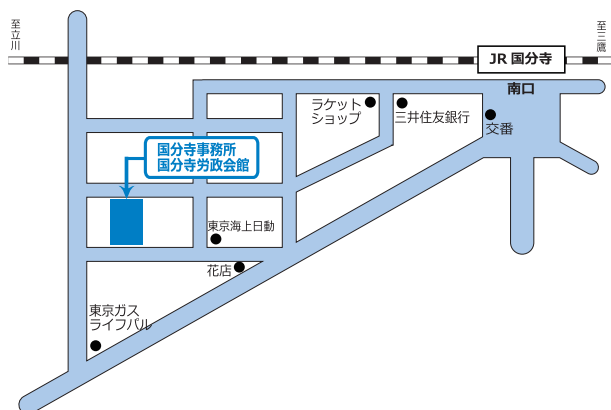 至立川
至三鷹
JR 国分寺
南口
ラケット
ショップ
三井住友銀行
交番
国分寺事務所
国分寺労政会館
東京海上日動
花店
東京ガス
ライフバル